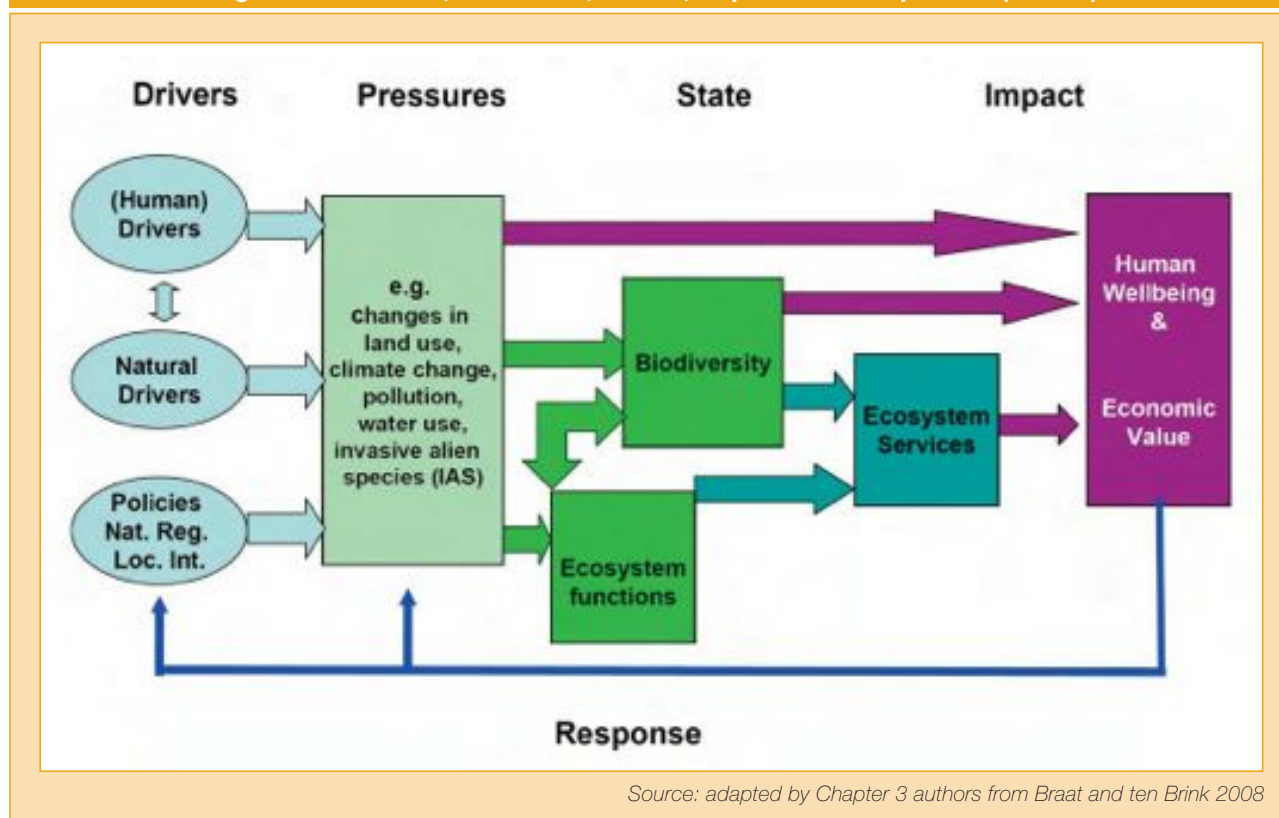 Drivers
Pressures
State
Impact
(Human)
Drivers
Natural
Drivers
Policies
Nat. Reg.
Loc. Int.
e.g.
changes in
land use,
climate change,
pollution,
water use,
invasive alien
species (IAS)
Biodiversity
Ecosystem
functions
Ecosystem
Services
Human
Wellbeing
&
Economic
Value
Response
Source: adapted by Chapter 3 authors from Braat and ten Brink 2008